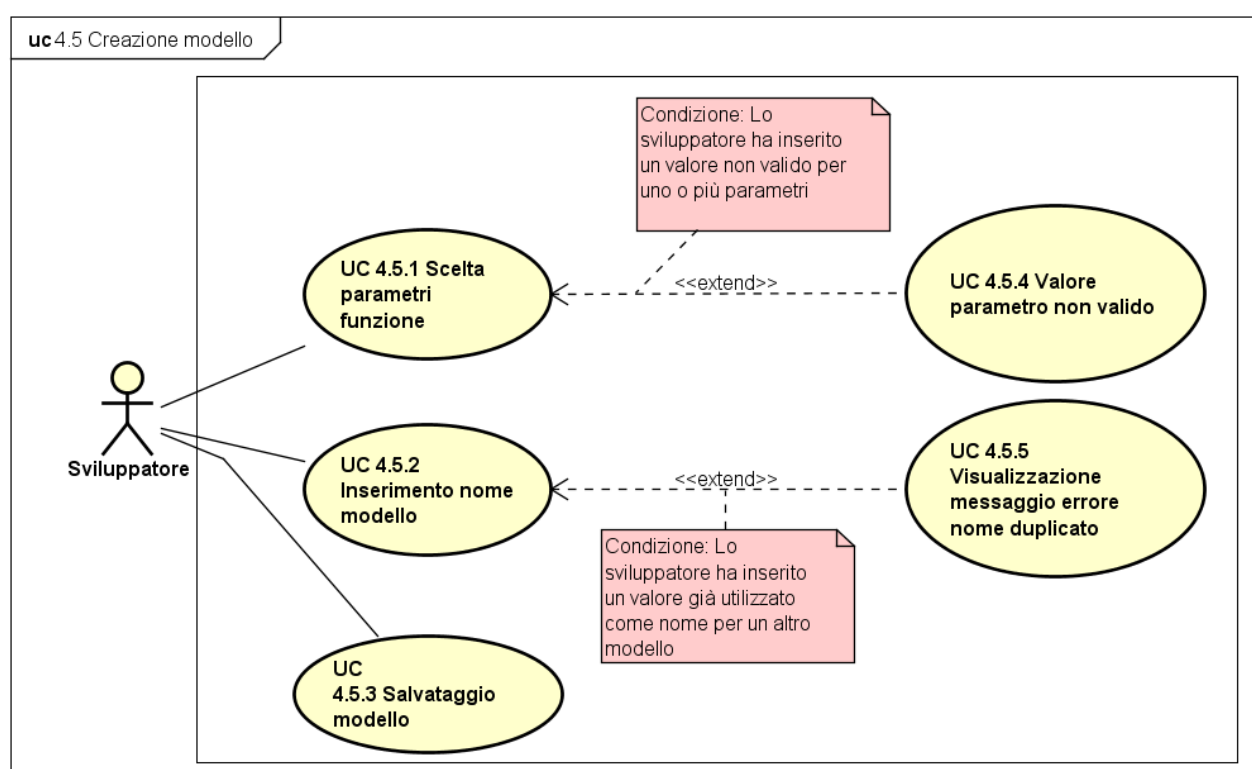 uc 4.5 Creazione modello
Condizione: Lo
sviluppatore ha inserito
un valore non valido per
uno o più parametri
UC 4.5.1 Scelta
parametri
funzione
<<extend>>
UC 4.5.4 Valore
parametro non valido
Sviluppatore
UC 4.5.2
Inserimento nome
modello
<<extend>>
UC 4.5.5
Visualizzazione
messaggio errore
nome duplicato
Condizione: Lo
sviluppatore ha inserito
un valore già utilizzato
come nome per un altro
modello
UC
4.5.3 Salvataggio
modello